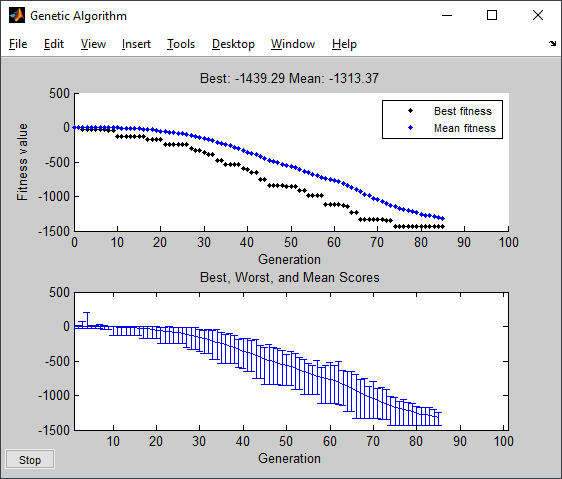 Genetic Algorithm
File Edit View Insert Tools Desktop Window Help
Best: -1439.29 Mean: -1313.37
500
0
-500
-1000
-1500
Fitness value
Best fitness
Mean fitness
0 10 20 30 40 50 60 70 80 90 100
Generation
Best, Worst, and Mean Scores
500
0
-500
-1000
-1500
10 20 30 40 50 60 70 80 90 100
Generation
Stop